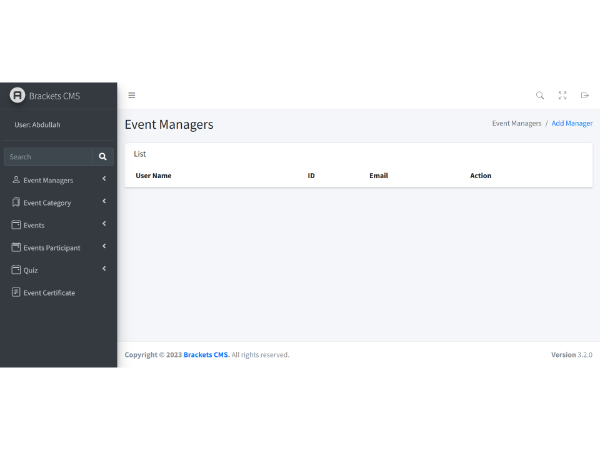 Brackets CMS
User: Abdullah
Search
Event Managers
Event Category
Events
Events Participant
Quiz
Event Certificate
Event Managers
Event Managers / Add Manager
List
User Name ID Email Action
Copyright © 2023 Brackets CMS. All rights reserved.
Version 3.2.0